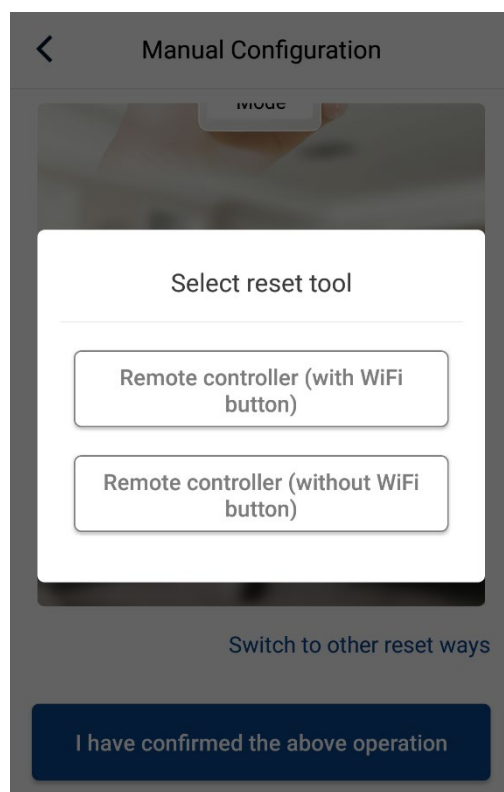 Manual Configuration
Mode
Select reset tool
Remote controller (with WiFi
button)
Remote controller (without WiFi
button)
Switch to other reset ways
I have confirmed the above operation